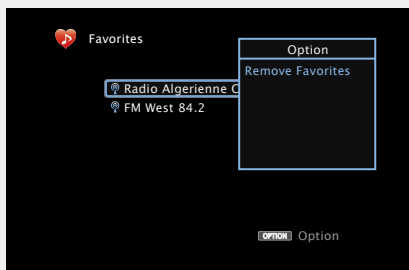 Favorites
Option
Remove Favorites
Radio Algerienne C
FM West 84.2
OPTION Option